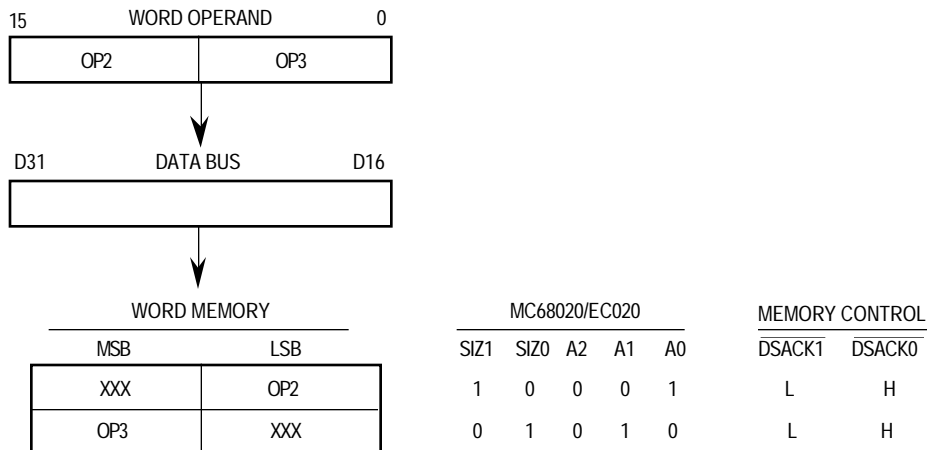 15 WORD OPERAND 0
OP2 OP3
D31 DATA BUS D16
WORD MEMORY MC68020/EC020 MEMORY CONTROL
MSB LSB SIZ1 SIZ0 A2 A1 A0 DSACK1 DSACK0
XXX OP2 1 0 0 0 1 L H
OP3 XXX 0 1 0 1 0 L H